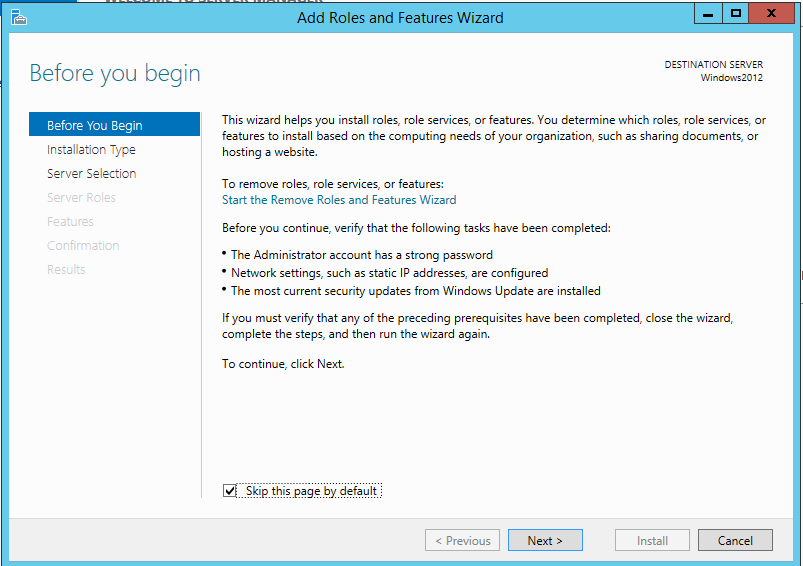 WELCOME TO SERVER MANAGER
Add Roles and Features Wizard
Before you begin
DESTINATION SERVER
Windows2012
Before You Begin
Installation Type
Server Selection
Server Roles
Features
Confirmation
Results
This wizard helps you install roles, role services, or features. You determine which roles, role services, or
features to install based on the computing needs of your organization, such as sharing documents, or
hosting a website.
To remove roles, role services, or features:
Start the Remove Roles and Features Wizard
Before you continue, verify that the following tasks have been completed:
• The Administrator account has a strong password
• Network settings, such as static IP addresses, are configured
• The most current security updates from Windows Update are installed
If you must verify that any of the preceding prerequisites have been completed, close the wizard,
complete the steps, and then run the wizard again.
To continue, click Next.
Skip this page by default
< Previous
Next >
Install
Cancel